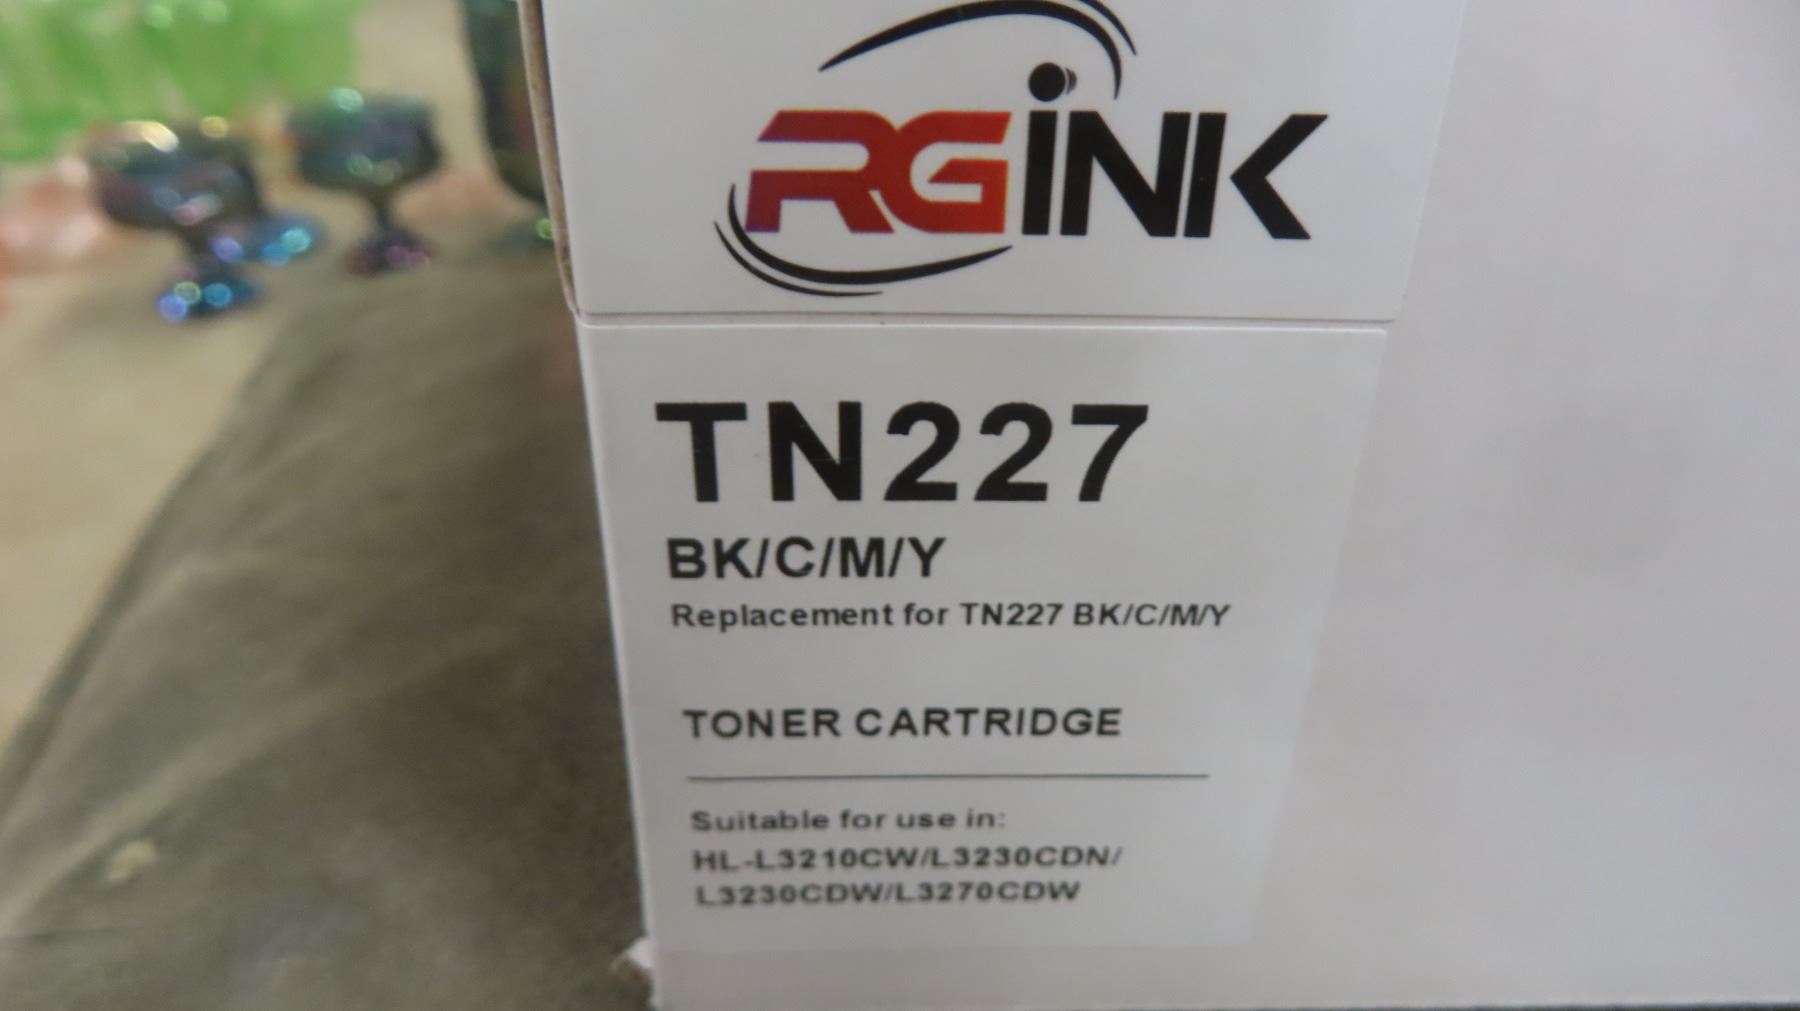 RGINK
TN227
BK/C/M/Y
Replacement for TN227 BK/C/M/Y
TONER CARTRIDGE
Suitable for use in:
HL-L3210CW/L3230CDN/
L3230CDW/L3270CDW